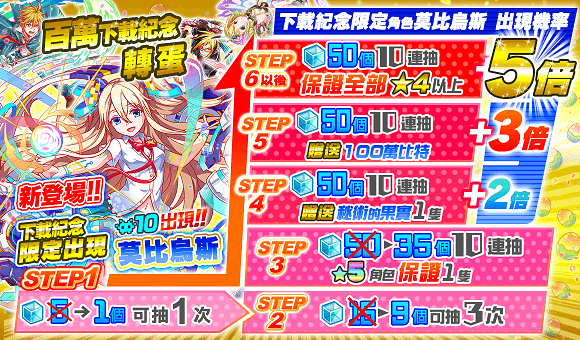 百萬下載紀念
轉蛋
下載紀念限定角色莫比烏斯 出現機率
STEP
6以後
50個10連抽
保證全部★4以上
5倍
STEP
5
50個10連抽
贈送100萬比特
+3倍
STEP
4
50個10連抽
贈送秘術的果實1隻
+2倍
新登場!!
下載紀念
限定出現
10出現!!
莫比烏斯
STEP
3
50▶35個10連抽
★5角色保證1隻
STEP1
5→1個可抽1次
STEP
2
15▶9個可抽3次